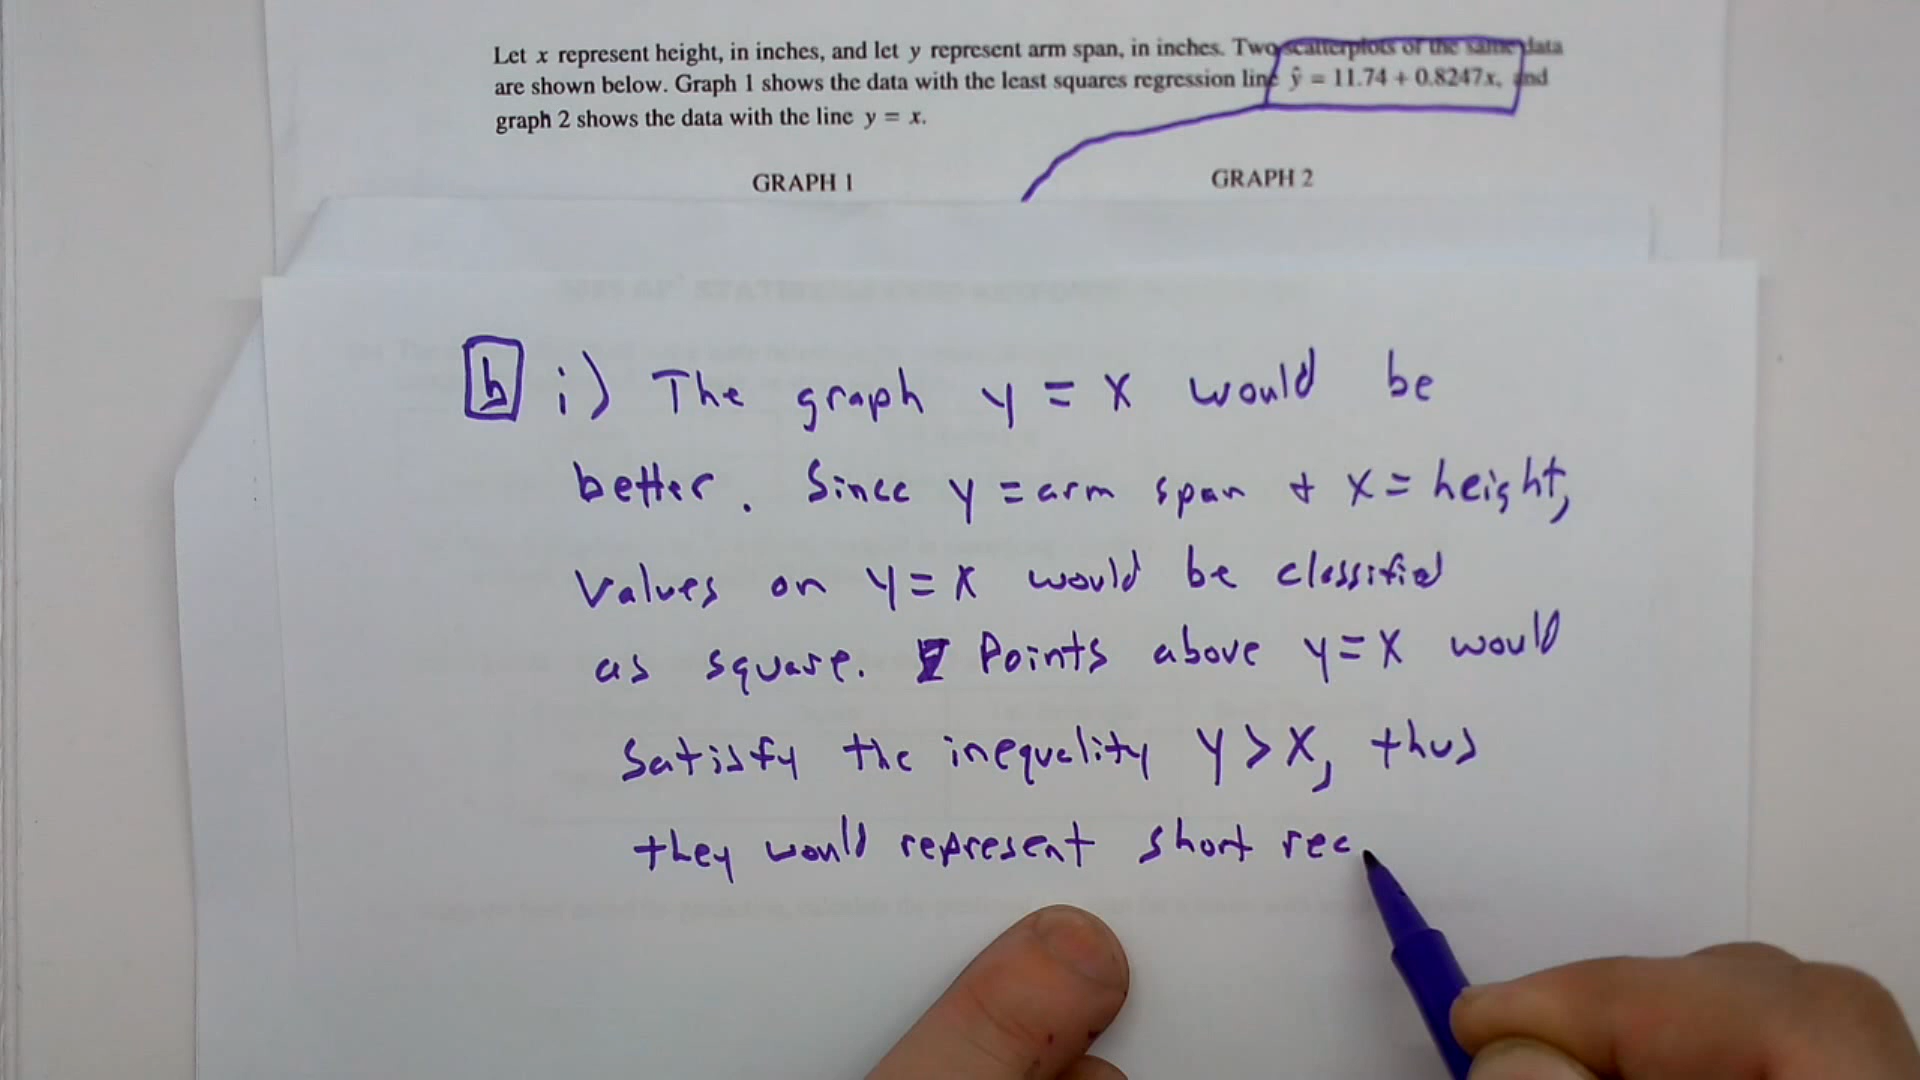 Let x represent height, in inches, and let y represent arm span, in inches. Two scatterplots of the same data
are shown below. Graph 1 shows the data with the least squares regression line ŷ = 11.74 + 0.8247x, and
graph 2 shows the data with the line y = x.
GRAPH 1 GRAPH 2
b i) The graph y = x would be
better. Since y = arm span + x = height,
values on y = x would be classified
as square. Points above y = x would
satisfy the inequality y > x, thus
they would represent short rec